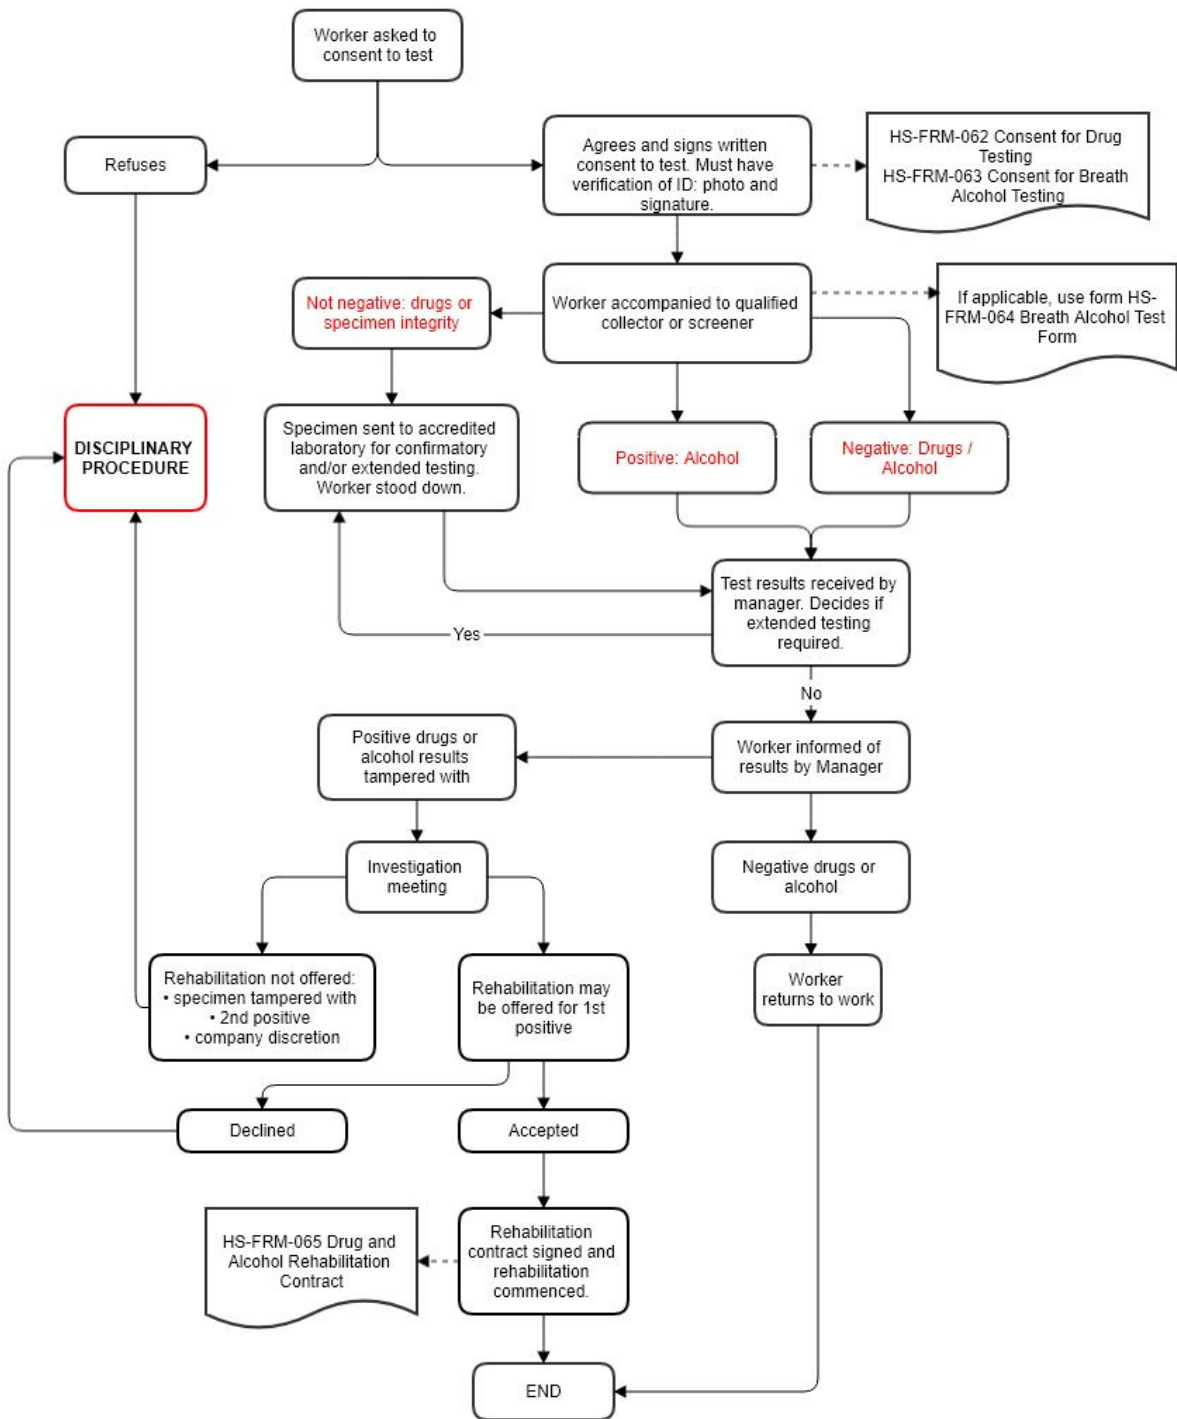 Worker asked to
consent to test
Refuses
Agrees and signs written
consent to test. Must have
verification of ID: photo and
signature.
HS-FRM-062 Consent for Drug
Testing
HS-FRM-063 Consent for Breath
Alcohol Testing
Not negative: drugs or
specimen integrity
Worker accompanied to qualified
collector or screener
If applicable, use form HS-
FRM-064 Breath Alcohol Test
Form
DISCIPLINARY
PROCEDURE
Specimen sent to accredited
laboratory for confirmatory
and/or extended testing.
Worker stood down.
Positive: Alcohol
Negative: Drugs /
Alcohol
Test results received by
manager. Decides if
extended testing
required.
Yes
No
Positive drugs or
alcohol results
tampered with
Worker informed of
results by Manager
Investigation
meeting
Negative drugs or
alcohol
Rehabilitation not offered:
• specimen tampered with
• 2nd positive
• company discretion
Rehabilitation may
be offered for 1st
positive
Worker
returns to work
Declined
Accepted
HS-FRM-065 Drug and
Alcohol Rehabilitation
Contract
Rehabilitation
contract signed and
rehabilitation
commenced.
END